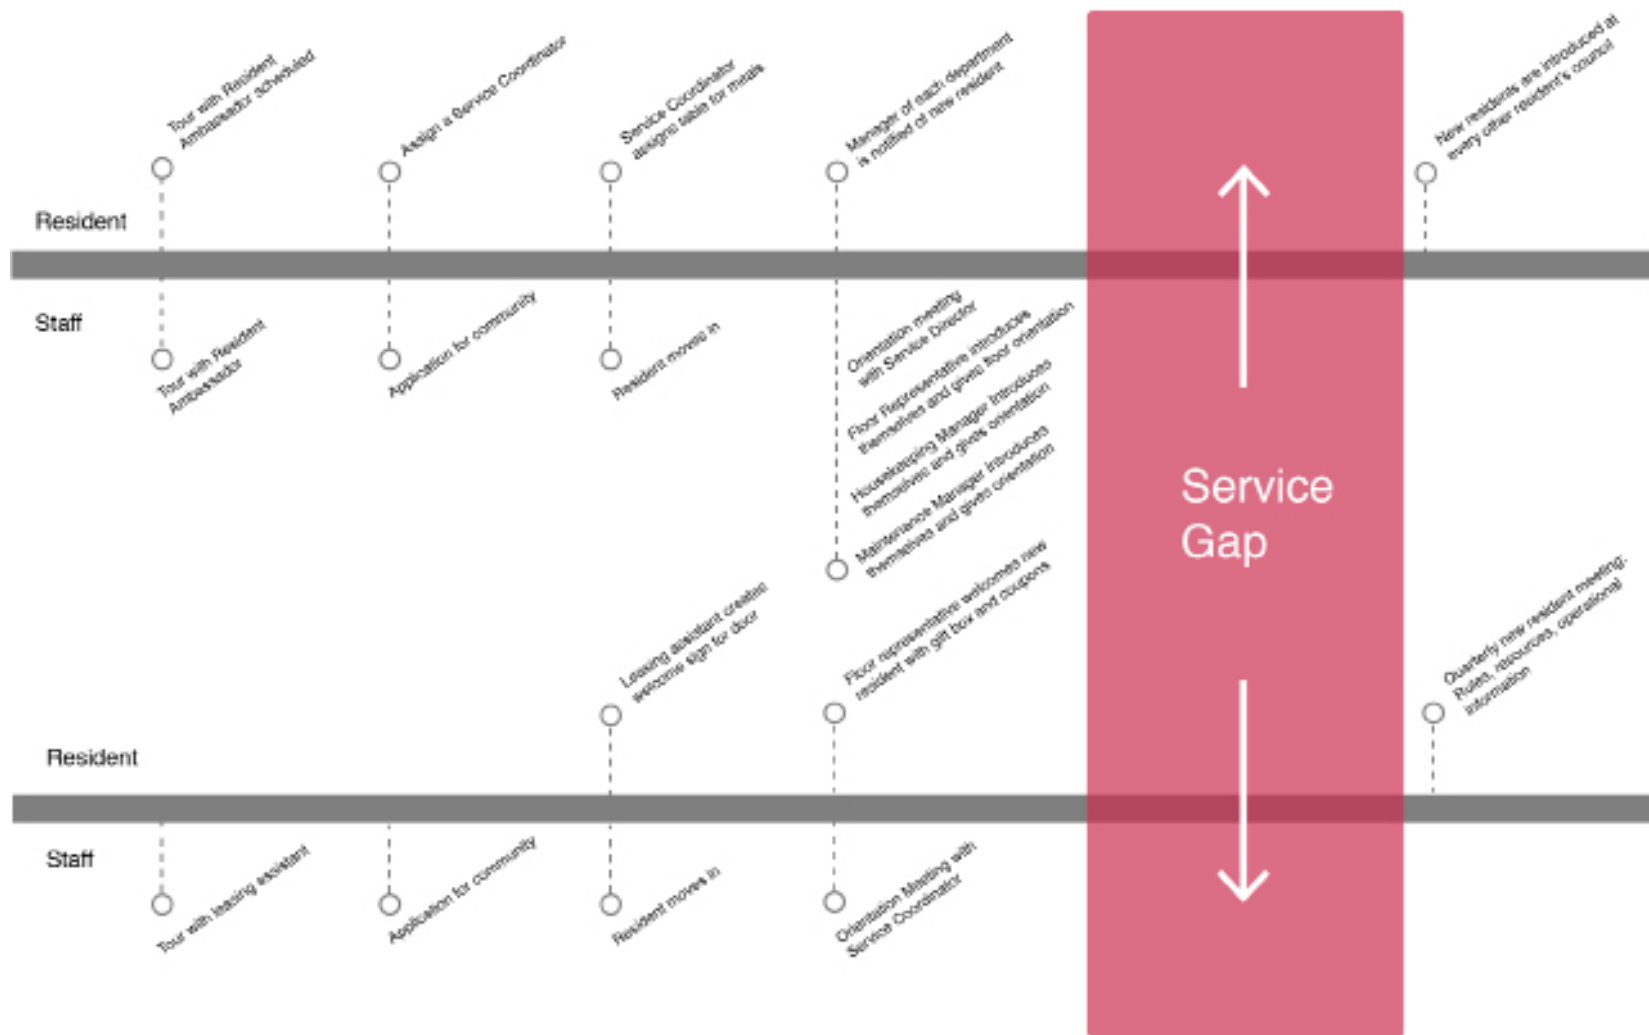 Tour with Resident
Ambassador scheduled
Assign a Service Coordinator
Service Coordinator
assigns table for meals
Manager of each department
is notified of new resident
New residents are introduced at
every other resident's council
Resident
Staff
Tour with Resident
Ambassador
Application for community
Resident moves in
Orientation meeting
with Service Director
Floor Representative introduces
themselves and gives floor orientation
Housekeeping Manager Introduces
themselves and gives orientation
Maintenance Manager Introduces
themselves and gives orientation
Service
Gap
Leasing assistant creates
welcome sign for door
Floor representative welcomes new
resident with gift box and coupons
Quarterly new resident meeting.
Rules, resources, operational
information
Resident
Staff
Tour with leasing assistant
Application for community
Resident moves in
Orientation Meeting with
Service Coordinator